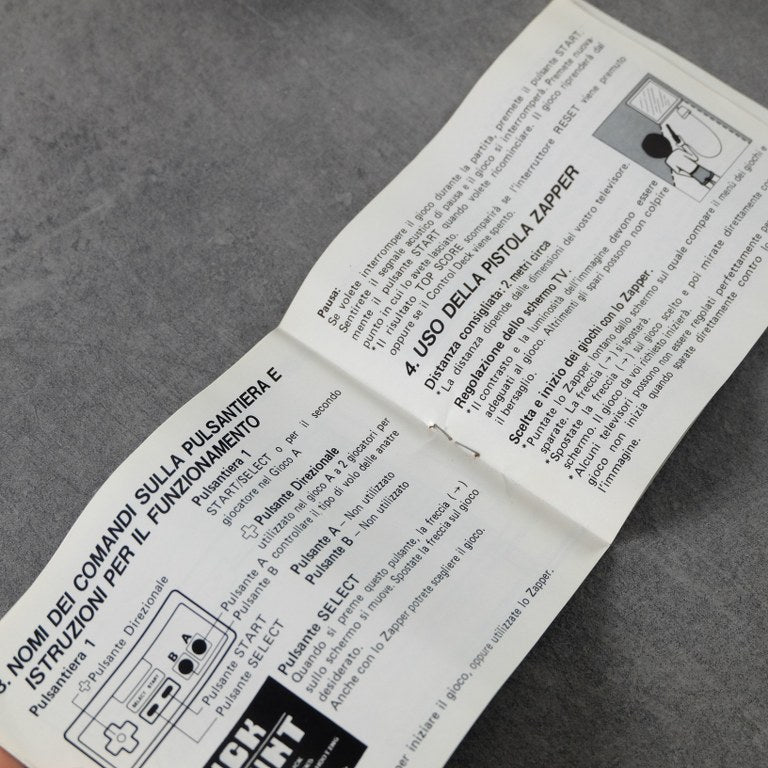 3. NOMI DEI COMANDI SULLA PULSANTIERA E
ISTRUZIONI PER IL FUNZIONAMENTO
Pulsantiera 1
Pulsante Direzionale
SELECT START
B A
Pulsante A
Pulsante B
Pulsante START
Pulsante SELECT
Pulsantiera 1
START/SELECT o per il secondo
giocatore nel Gioco A
Pulsante Direzionale
utilizzato nel gioco A a 2 giocatori per
controllare il tipo di volo delle anatre
Pulsante A – Non utilizzato
Pulsante B – Non utilizzato
Pulsante SELECT
Quando si preme questo pulsante, la freccia (→)
sullo schermo si muove. Spostate la freccia sul gioco
desiderato.
Anche con lo Zapper potrete scegliere il gioco.
per iniziare il gioco, oppure utilizzate lo Zapper.
Pausa:
Se volete interrompere il gioco durante la partita, premete il pulsante START.
Sentirete il segnale acustico di pausa e il gioco si interromperà. Premete nuova-
mente il pulsante START quando volete ricominciare. Il gioco riprenderà dal
punto in cui lo avete lasciato.
*Il risultato TOP SCORE scomparirà se l'interruttore RESET viene premuto
oppure se il Control Deck viene spento.
4. USO DELLA PISTOLA ZAPPER
Distanza consigliata: 2 metri circa
*La distanza dipende dalle dimensioni del vostro televisore.
Regolazione dello schermo TV.
*Il contrasto e la luminosità dell'immagine devono essere
adeguati al gioco. Altrimenti gli spari possono non colpire
il bersaglio.
Scelta e inizio dei giochi con lo Zapper.
*Puntate lo Zapper lontano dallo schermo sul quale compare il menù dei giochi e
sparate. La freccia (→) si sposterà.
*Spostate la freccia (→) sul gioco scelto e poi mirate direttamente
schermo. Il gioco da voi richiesto inizierà.
*Alcuni televisori possono non essere regolati perfettamente
gioco non inizia quando sparate direttamente contro
l'immagine.